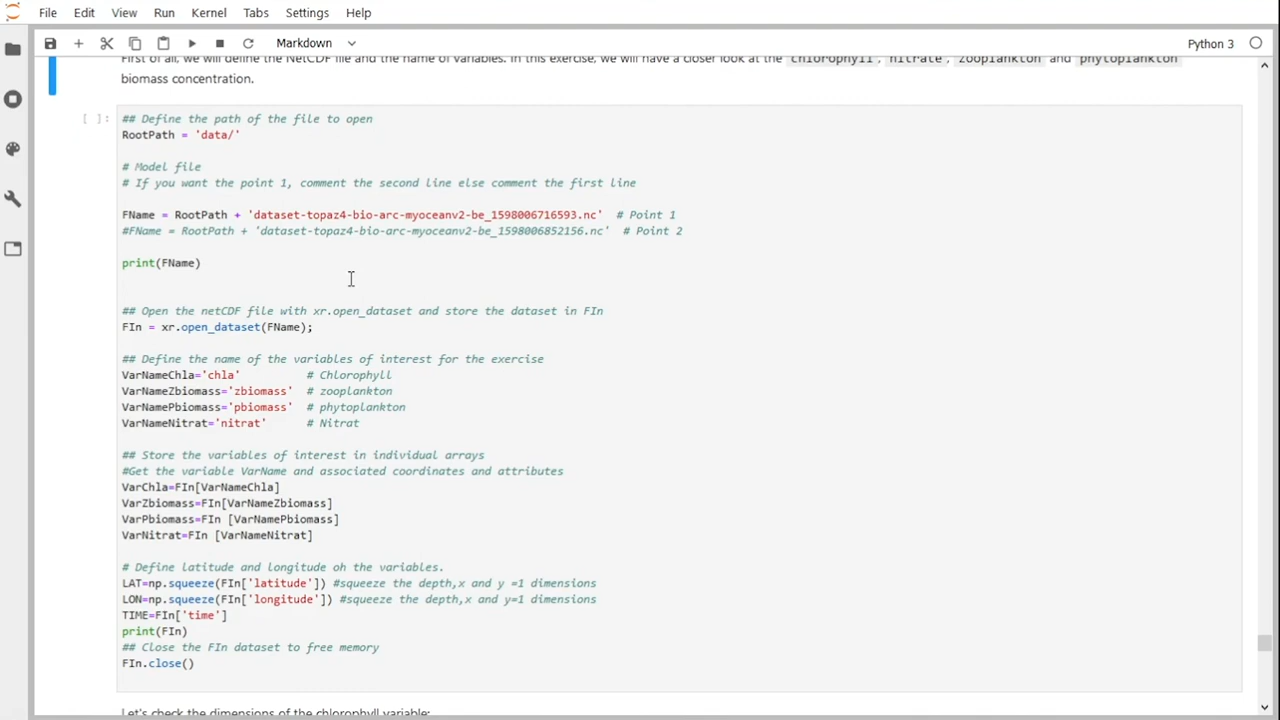 File Edit View Run Kernel Tabs Settings Help
Markdown Python 3
First of all, we will define the NetCDF file and the name of variables. In this exercise, we will have a closer look at the chlorophyll, nitrate, zooplankton and phytoplankton
biomass concentration.
[ ]:
## Define the path of the file to open
RootPath = 'data/'
# Model file
# If you want the point 1, comment the second line else comment the first line
FName = RootPath + 'dataset-topaz4-bio-arc-myoceanv2-be_1598006716593.nc' # Point 1
#FName = RootPath + 'dataset-topaz4-bio-arc-myoceanv2-be_1598006852156.nc' # Point 2
print(FName)
## Open the netCDF file with xr.open_dataset and store the dataset in FIn
FIn = xr.open_dataset(FName);
## Define the name of the variables of interest for the exercise
VarNameChla='chla' # Chlorophyll
VarNameZbiomass='zbiomass' # zooplankton
VarNamePbiomass='pbiomass' # phytoplankton
VarNameNitrat='nitrat' # Nitrat
## Store the variables of interest in individual arrays
#Get the variable VarName and associated coordinates and attributes
VarChla=FIn[VarNameChla]
VarZbiomass=FIn[VarNameZbiomass]
VarPbiomass=FIn [VarNamePbiomass]
VarNitrat=FIn [VarNameNitrat]
# Define latitude and longitude oh the variables.
LAT=np.squeeze(FIn['latitude']) #squeeze the depth,x and y =1 dimensions
LON=np.squeeze(FIn['longitude']) #squeeze the depth,x and y=1 dimensions
TIME=FIn['time']
print(FIn)
## Close the FIn dataset to free memory
FIn.close()
Let's check the dimensions of the chlorophyll variable: